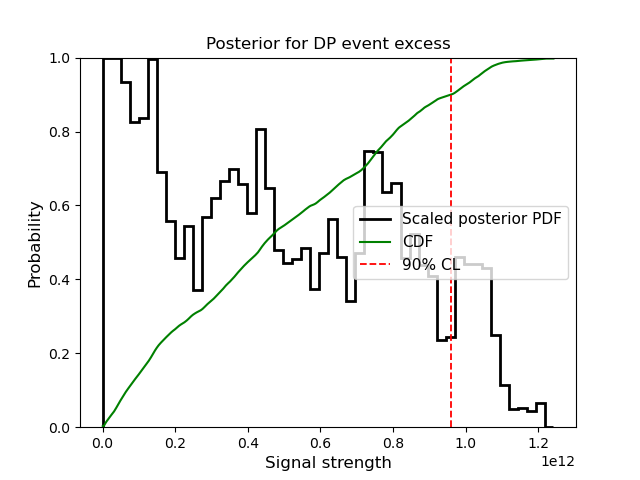 Posterior for DP event excess
Probability
1.0
0.8
0.6
0.4
0.2
0.0
Scaled posterior PDF
CDF
90% CL
0.0 0.2 0.4 0.6 0.8 1.0 1.2
1e12
Signal strength